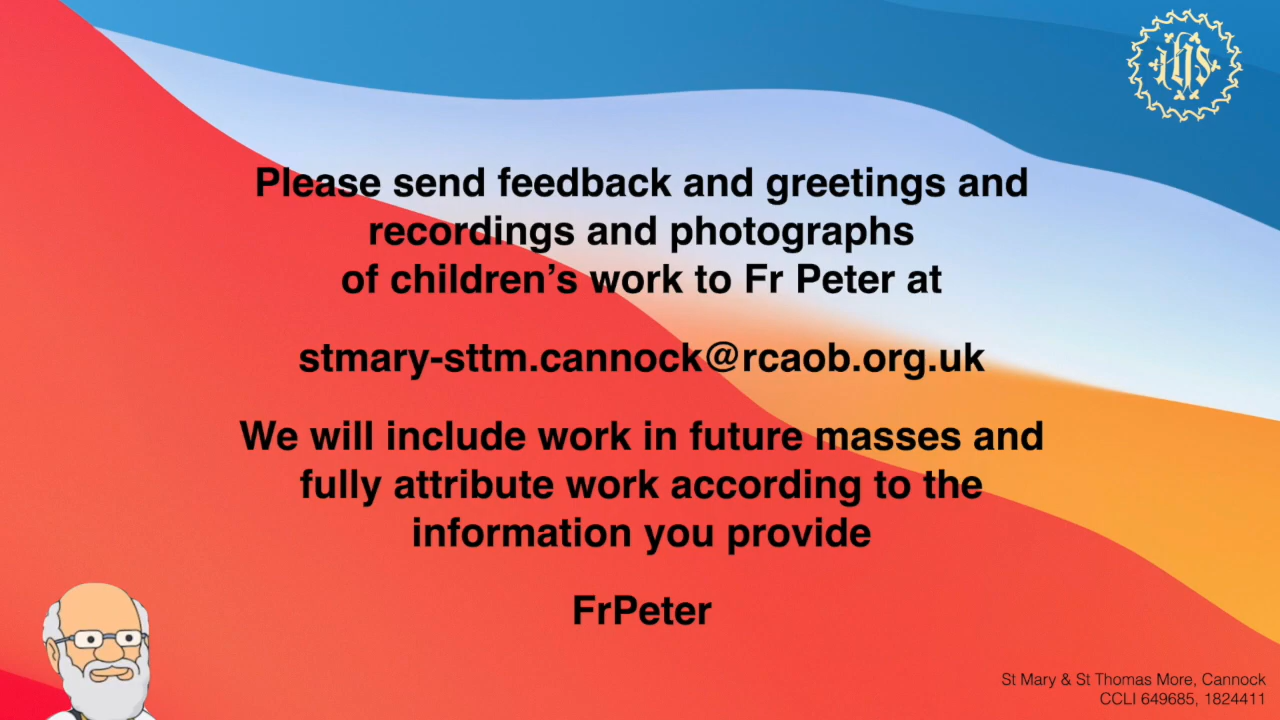 ihs
Please send feedback and greetings and
recordings and photographs
of children’s work to Fr Peter at
stmary-sttm.cannock@rcaob.org.uk
We will include work in future masses and
fully attribute work according to the
information you provide
FrPeter
St Mary & St Thomas More, Cannock
CCLI 649685, 1824411